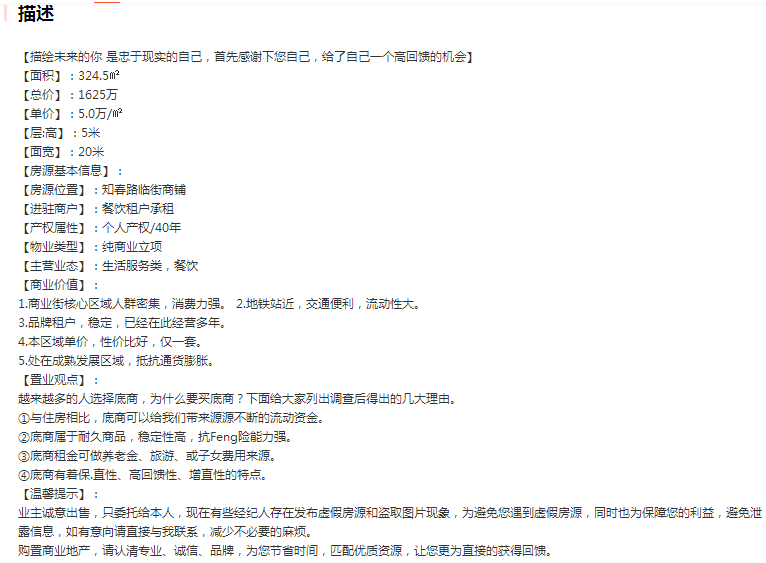 描述
【描绘未来的你 是忠于现实的自己，首先感谢下您自己，给了自己一个高回馈的机会】
【面积】：324.5㎡
【总价】：1625万
【单价】：5.0万/㎡
【层:高】：5米
【面宽】：20米
【房源基本信息】：
【房源位置】：知春路临街商铺
【进驻商户】：餐饮租户承租
【产权属性】：个人产权/40年
【物业类型】：纯商业立项
【主营业态】：生活服务类，餐饮
【商业价值】：
1.商业街核心区域人群密集，消费力强。 2.地铁站近，交通便利，流动性大。
3.品牌租户，稳定，已经在此经营多年。
4.本区域单价，性价比好，仅一套。
5.处在成熟发展区域，抵抗通货膨胀。
【置业观点】：
越来越多的人选择底商，为什么要买底商？下面给大家列出调查后得出的几大理由。
①与住房相比，底商可以给我们带来源源不断的流动资金。
②底商属于耐久商品，稳定性高，抗Feng险能力强。
③底商租金可做养老金、旅游、或子女费用来源。
④底商有着保.直性、高回馈性、增直性的特点。
【温馨提示】：
业主诚意出售，只委托给本人，现在有些经纪人存在发布虚假房源和盗取图片现象，为避免您遇到虚假房源，同时也为保障您的利益，避免泄
露信息，如有意向请直接与我联系，减少不必要的麻烦。
购置商业地产，请认清专业、诚信、品牌，为您节省时间，匹配优质资源，让您更为直接的获得回馈。